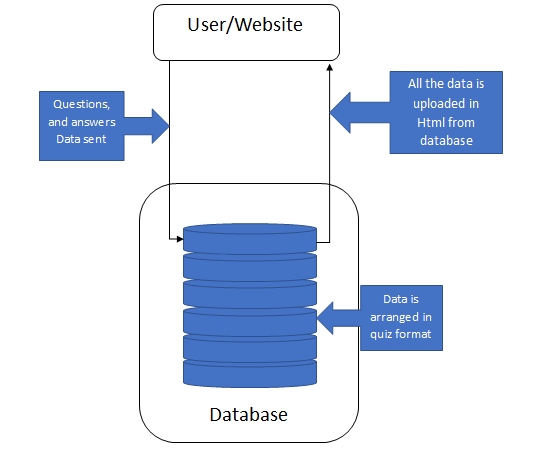 User/Website
Questions,
and answers
Data sent
All the data is
uploaded in
Html from
database
Data is
arranged in
quiz format
Database